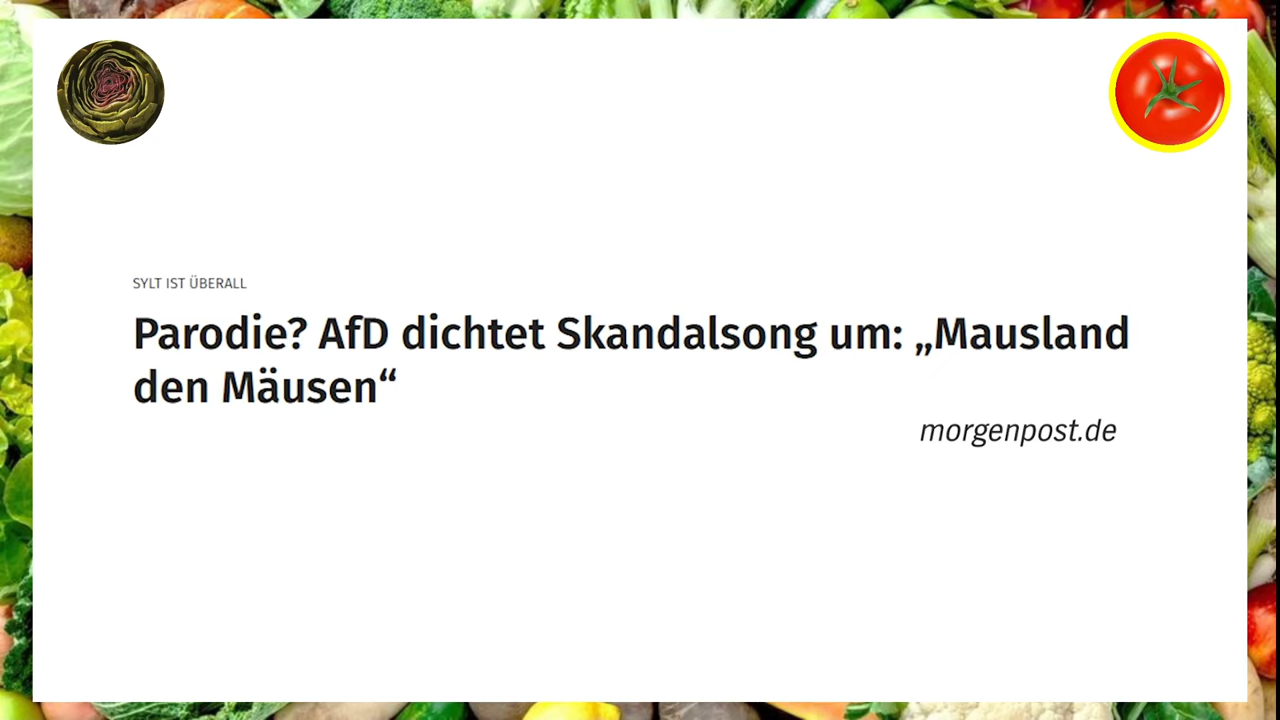 SYLT IST ÜBERALL
Parodie? AfD dichtet Skandalsong um: „Mausland
den Mäusen“
morgenpost.de